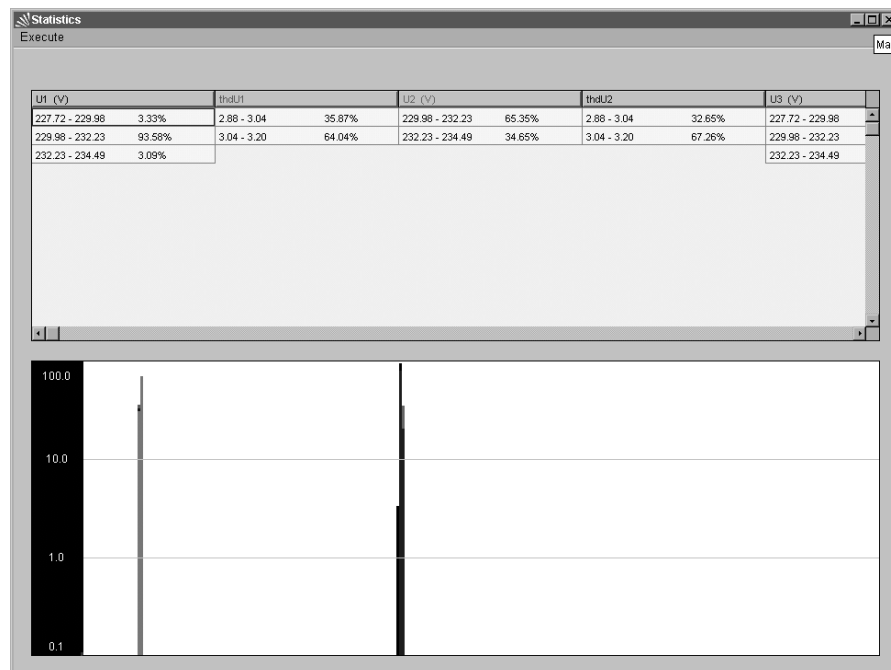 Statistics
Execute
Ma
U1 (V) thdU1 U2 (V) thdU2 U3 (V)
227.72 - 229.98 3.33% 2.88 - 3.04 35.87% 229.98 - 232.23 65.35% 2.88 - 3.04 32.65% 227.72 - 229.98
229.98 - 232.23 93.58% 3.04 - 3.20 64.04% 232.23 - 234.49 34.65% 3.04 - 3.20 67.26% 229.98 - 232.23
232.23 - 234.49 3.09% 232.23 - 234.49
100.0
10.0
1.0
0.1